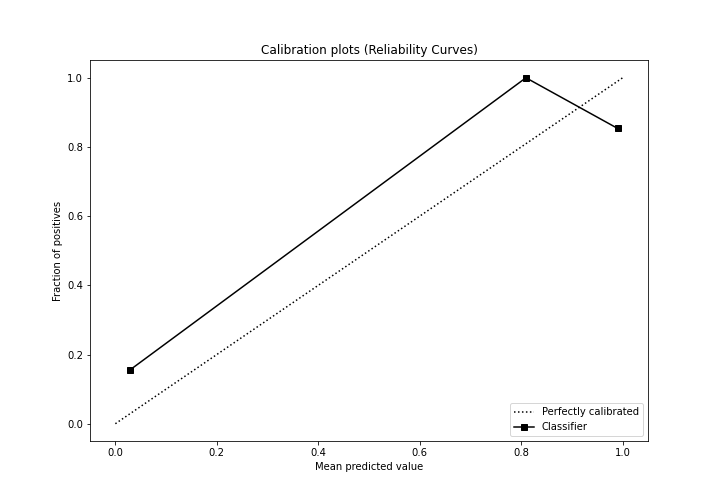 Calibration plots (Reliability Curves)
1.0
0.8
0.6
0.4
0.2
0.0
Fraction of positives
0.0 0.2 0.4 0.6 0.8 1.0
Mean predicted value
Perfectly calibrated
Classifier